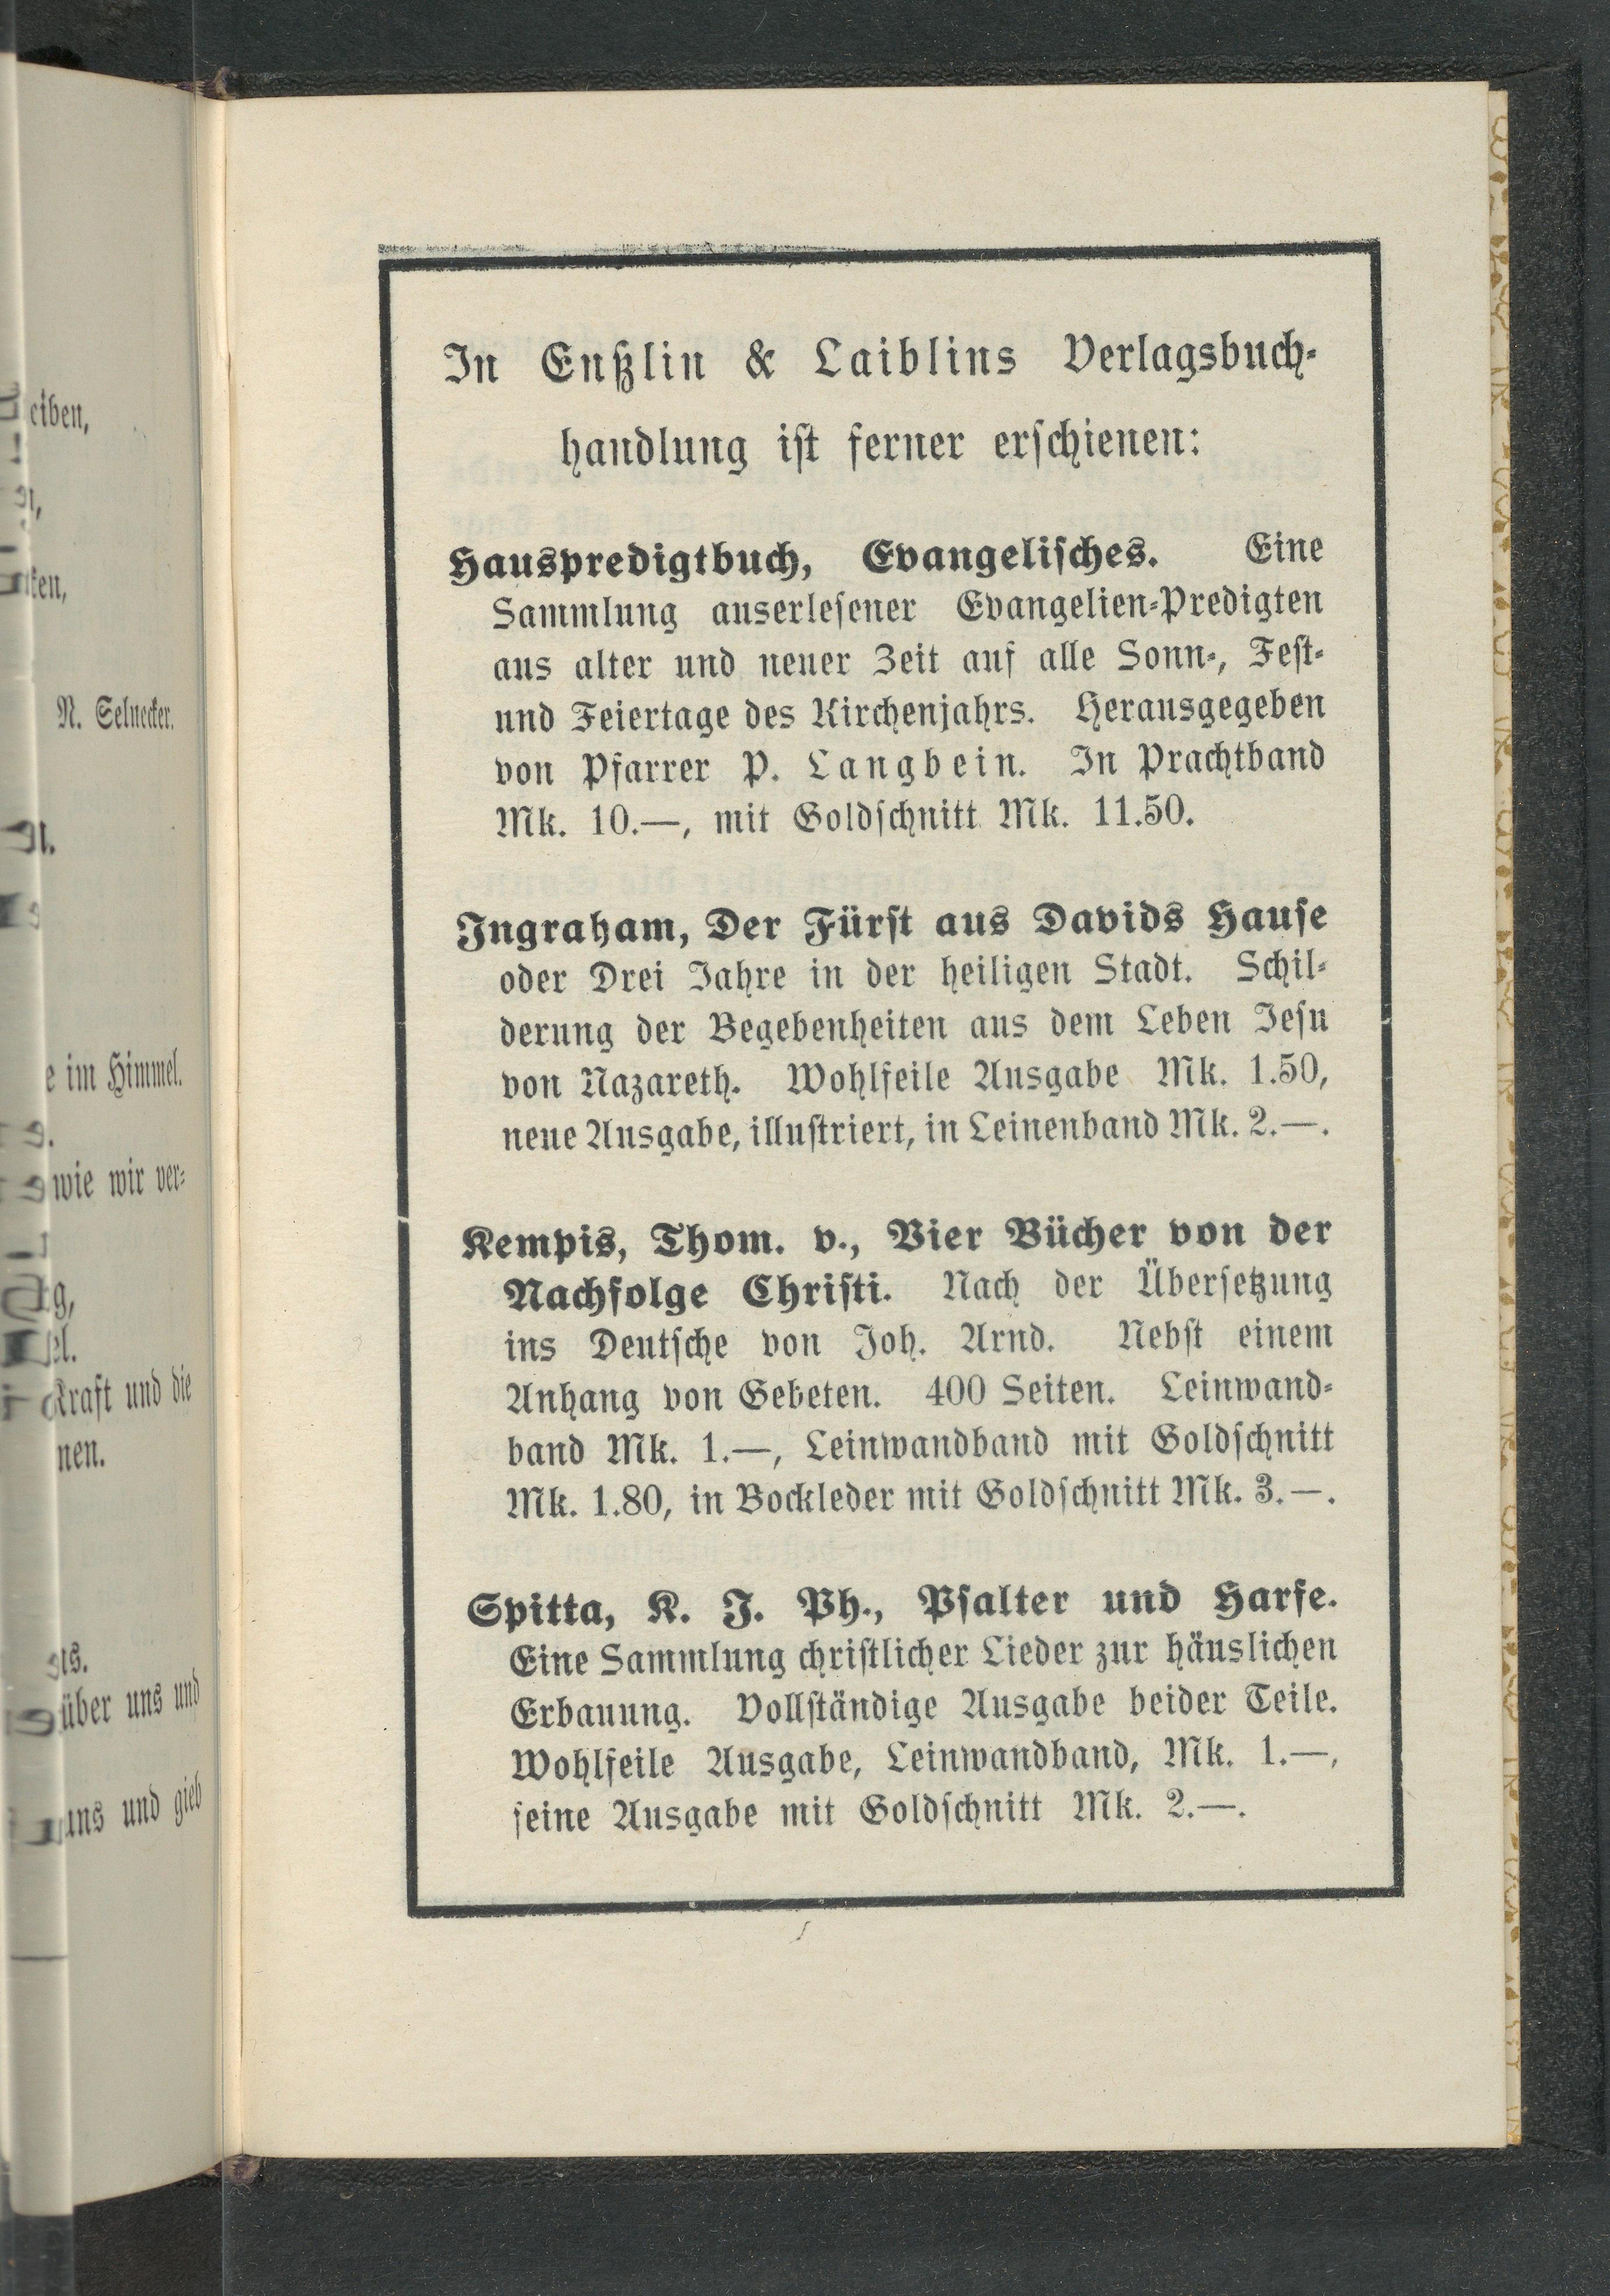 eiben,
N. Selnecker.
e im Himmel.
wie wir ver-
Kraft und die
nen.
über uns und
uns und gieb
In Enßlin & Laiblins Verlagsbuch-
handlung ist ferner erschienen:
Hauspredigtbuch, Evangelisches. Eine
Sammlung auserlesener Evangelien-Predigten
aus alter und neuer Zeit auf alle Sonn-, Fest-
und Feiertage des Kirchenjahrs. Herausgegeben
von Pfarrer P. Langbein. In Prachtband
Mk. 10.—, mit Goldschnitt Mk. 11.50.
Ingraham, Der Fürst aus Davids Hause
oder Drei Jahre in der heiligen Stadt. Schil-
derung der Begebenheiten aus dem Leben Jesu
von Nazareth. Wohlfeile Ausgabe Mk. 1.50,
neue Ausgabe, illustriert, in Leinenband Mk. 2.—.
Kempis, Thom. v., Vier Bücher von der
Nachfolge Christi. Nach der Übersetzung
ins Deutsche von Joh. Arnd. Nebst einem
Anhang von Gebeten. 400 Seiten. Leinwand-
band Mk. 1.—, Leinwandband mit Goldschnitt
Mk. 1.80, in Bockleder mit Goldschnitt Mk. 3.—.
Spitta, K. J. Ph., Psalter und Harfe.
Eine Sammlung christlicher Lieder zur häuslichen
Erbauung. Vollständige Ausgabe beider Teile.
Wohlfeile Ausgabe, Leinwandband, Mk. 1.—,
feine Ausgabe mit Goldschnitt Mk. 2.—.